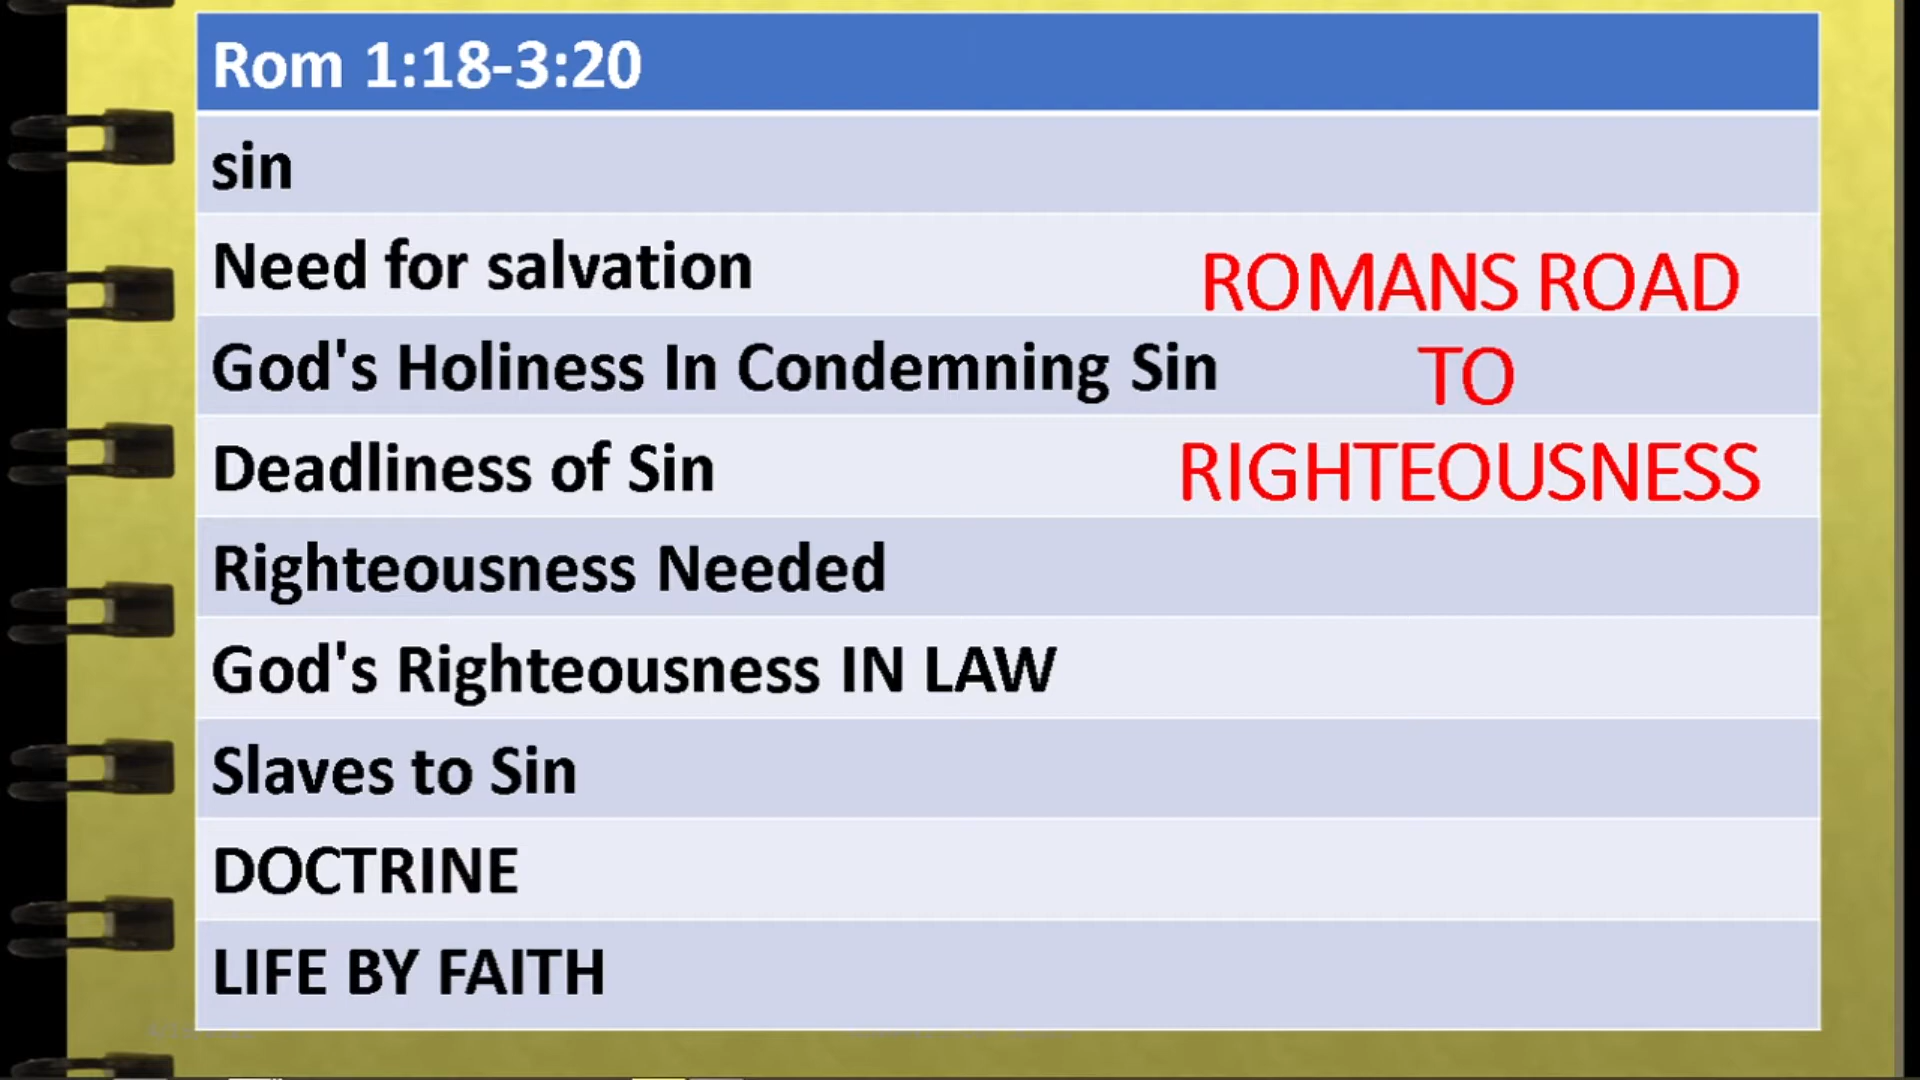 Rom 1:18-3:20
sin
Need for salvation
God's Holiness In Condemning Sin
Deadliness of Sin
Righteousness Needed
God's Righteousness IN LAW
Slaves to Sin
DOCTRINE
LIFE BY FAITH
ROMANS ROAD
TO
RIGHTEOUSNESS